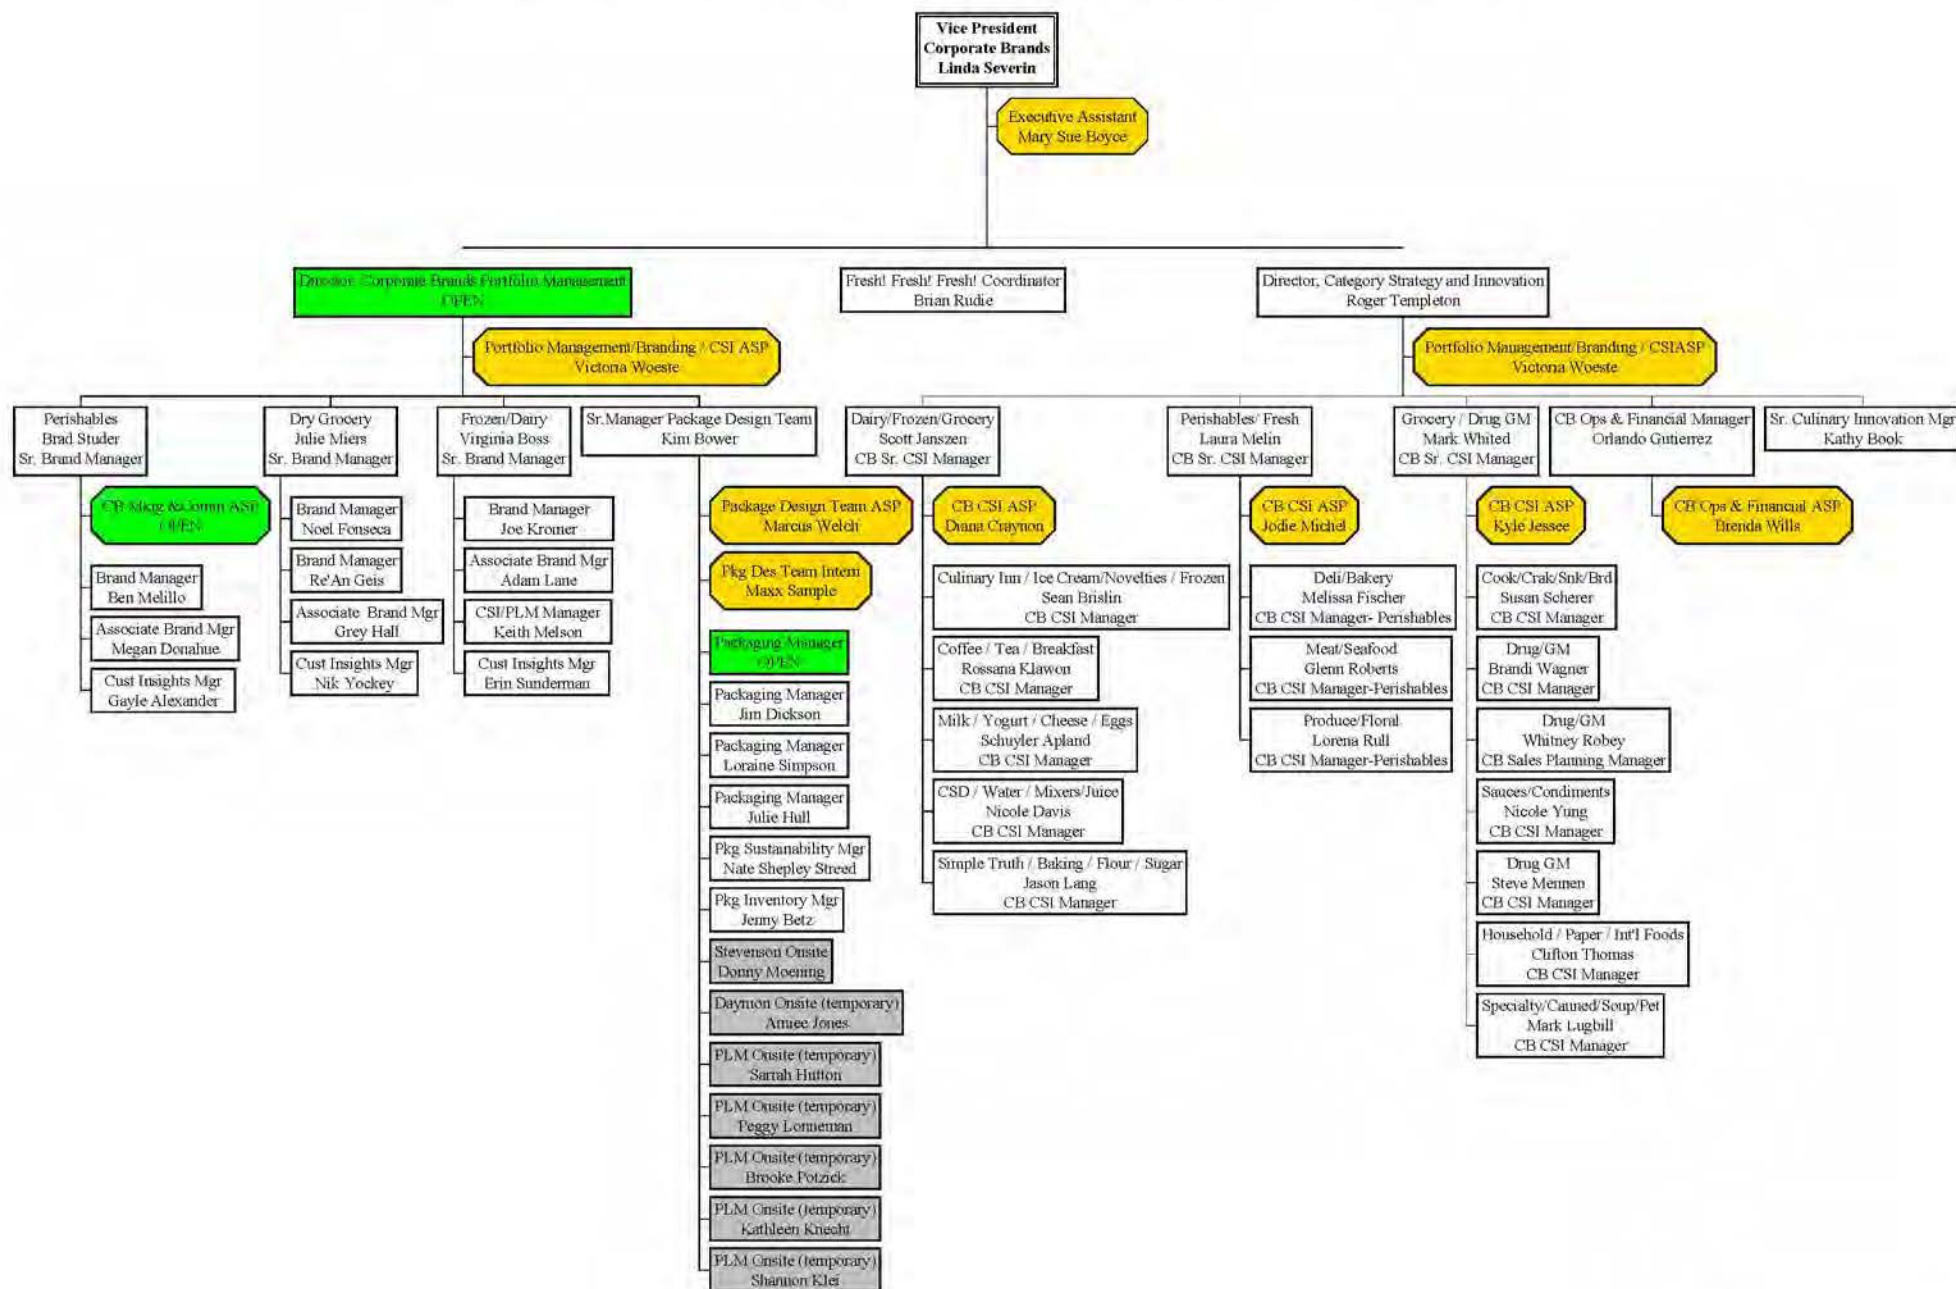 Vice President
Corporate Brands
Linda Severin
Executive Assistant
Mary Sue Boyce
Director, Corporate Brands Portfolio Management
OPEN
Fresh! Fresh! Fresh! Coordinator
Brian Rudie
Director, Category Strategy and Innovation
Roger Templeton
Portfolio Management/Branding / CSI ASP
Victoria Woeste
Portfolio Management/Branding / CSIASP
Victoria Woeste
Perishables
Brad Studer
Sr. Brand Manager
Dry Grocery
Julie Miers
Sr. Brand Manager
Frozen/Dairy
Virginia Boss
Sr. Brand Manager
Sr.Manager Package Design Team
Kim Bower
Dairy/Frozen/Grocery
Scott Janszen
CB Sr. CSI Manager
Perishables/ Fresh
Laura Melin
CB Sr. CSI Manager
Grocery / Drug GM
Mark Whited
CB Sr. CSI Manager
CB Ops & Financial Manager
Orlando Gutierrez
Sr. Culinary Innovation Mgr
Kathy Book
CB Mktg &Comm ASP
OPEN
Brand Manager
Ben Melillo
Associate Brand Mgr
Megan Donahue
Cust Insights Mgr
Gayle Alexander
Brand Manager
Noel Fonseca
Brand Manager
Re'An Geis
Associate Brand Mgr
Grey Hall
Cust Insights Mgr
Nik Yockey
Brand Manager
Joe Kromer
Associate Brand Mgr
Adam Lane
CSI/PLM Manager
Keith Melson
Cust Insights Mgr
Erin Sunderman
Package Design Team ASP
Marcus Welch
Pkg Des Team Intern
Maxx Sample
Packaging Manager
OPEN
Packaging Manager
Jim Dickson
Packaging Manager
Loraine Simpson
Packaging Manager
Julie Hull
Pkg Sustainability Mgr
Nate Shepley Streed
Pkg Inventory Mgr
Jenny Betz
Stevenson Onsite
Donny Moening
Daymon Onsite (temporary)
Aimee Jones
PLM Onsite (temporary)
Sarrah Hutton
PLM Onsite (temporary)
Peggy Lonneman
PLM Onsite (temporary)
Brooke Potzick
PLM Onsite (temporary)
Kathleen Knecht
PLM Onsite (temporary)
Shannon Klei
CB CSI ASP
Diana Craynon
Culinary Inn / Ice Cream/Novelties / Frozen
Sean Brislin
CB CSI Manager
Coffee / Tea / Breakfast
Rossana Klawon
CB CSI Manager
Milk / Yogurt / Cheese / Eggs
Schuyler Apland
CB CSI Manager
CSD / Water / Mixers/Juice
Nicole Davis
CB CSI Manager
Simple Truth / Baking / Flour / Sugar
Jason Lang
CB CSI Manager
CB CSI ASP
Jodie Michel
Deli/Bakery
Melissa Fischer
CB CSI Manager- Perishables
Meat/Seafood
Glenn Roberts
CB CSI Manager-Perishables
Produce/Floral
Lorena Rull
CB CSI Manager-Perishables
CB CSI ASP
Kyle Jessee
Cook/Crak/Snk/Brd
Susan Scherer
CB CSI Manager
Drug/GM
Brandi Wagner
CB CSI Manager
Drug/GM
Whitney Robey
CB Sales Planning Manager
Sauces/Condiments
Nicole Yung
CB CSI Manager
Drug GM
Steve Mennen
CB CSI Manager
Household / Paper / Int'l Foods
Clifton Thomas
CB CSI Manager
Specialty/Canned/Soup/Pet
Mark Lugbill
CB CSI Manager
CB Ops & Financial ASP
Brenda Wills